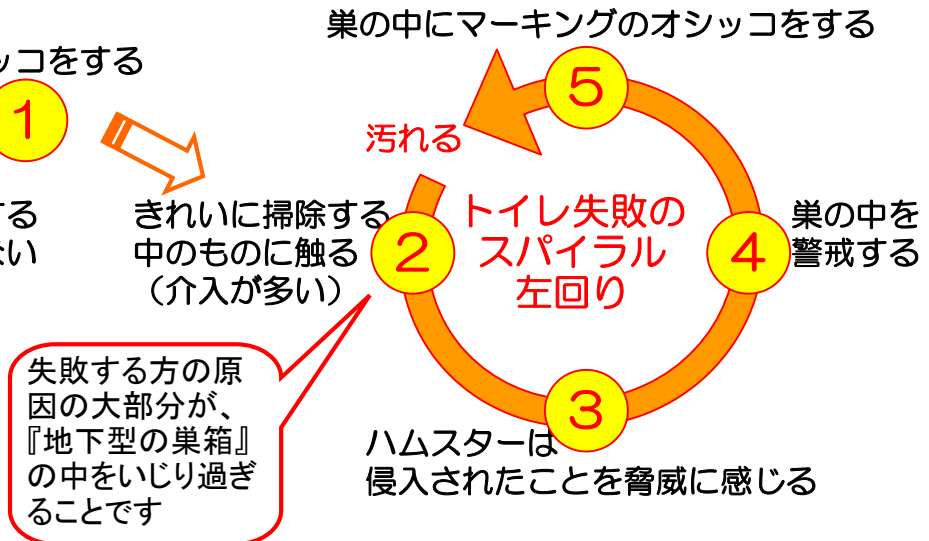 巣の中にマーキングのオシッコをする
ッコをする
1
5
汚れる
する
ない
きれいに掃除する
中のものに触る
（介入が多い）
2
トイレ失敗の
スパイラル
左回り
4
巣の中を
警戒する
失敗する方の原
因の大部分が、
『地下型の巣箱』
の中をいじり過ぎ
ることです
3
ハムスターは
侵入されたことを脅威に感じる